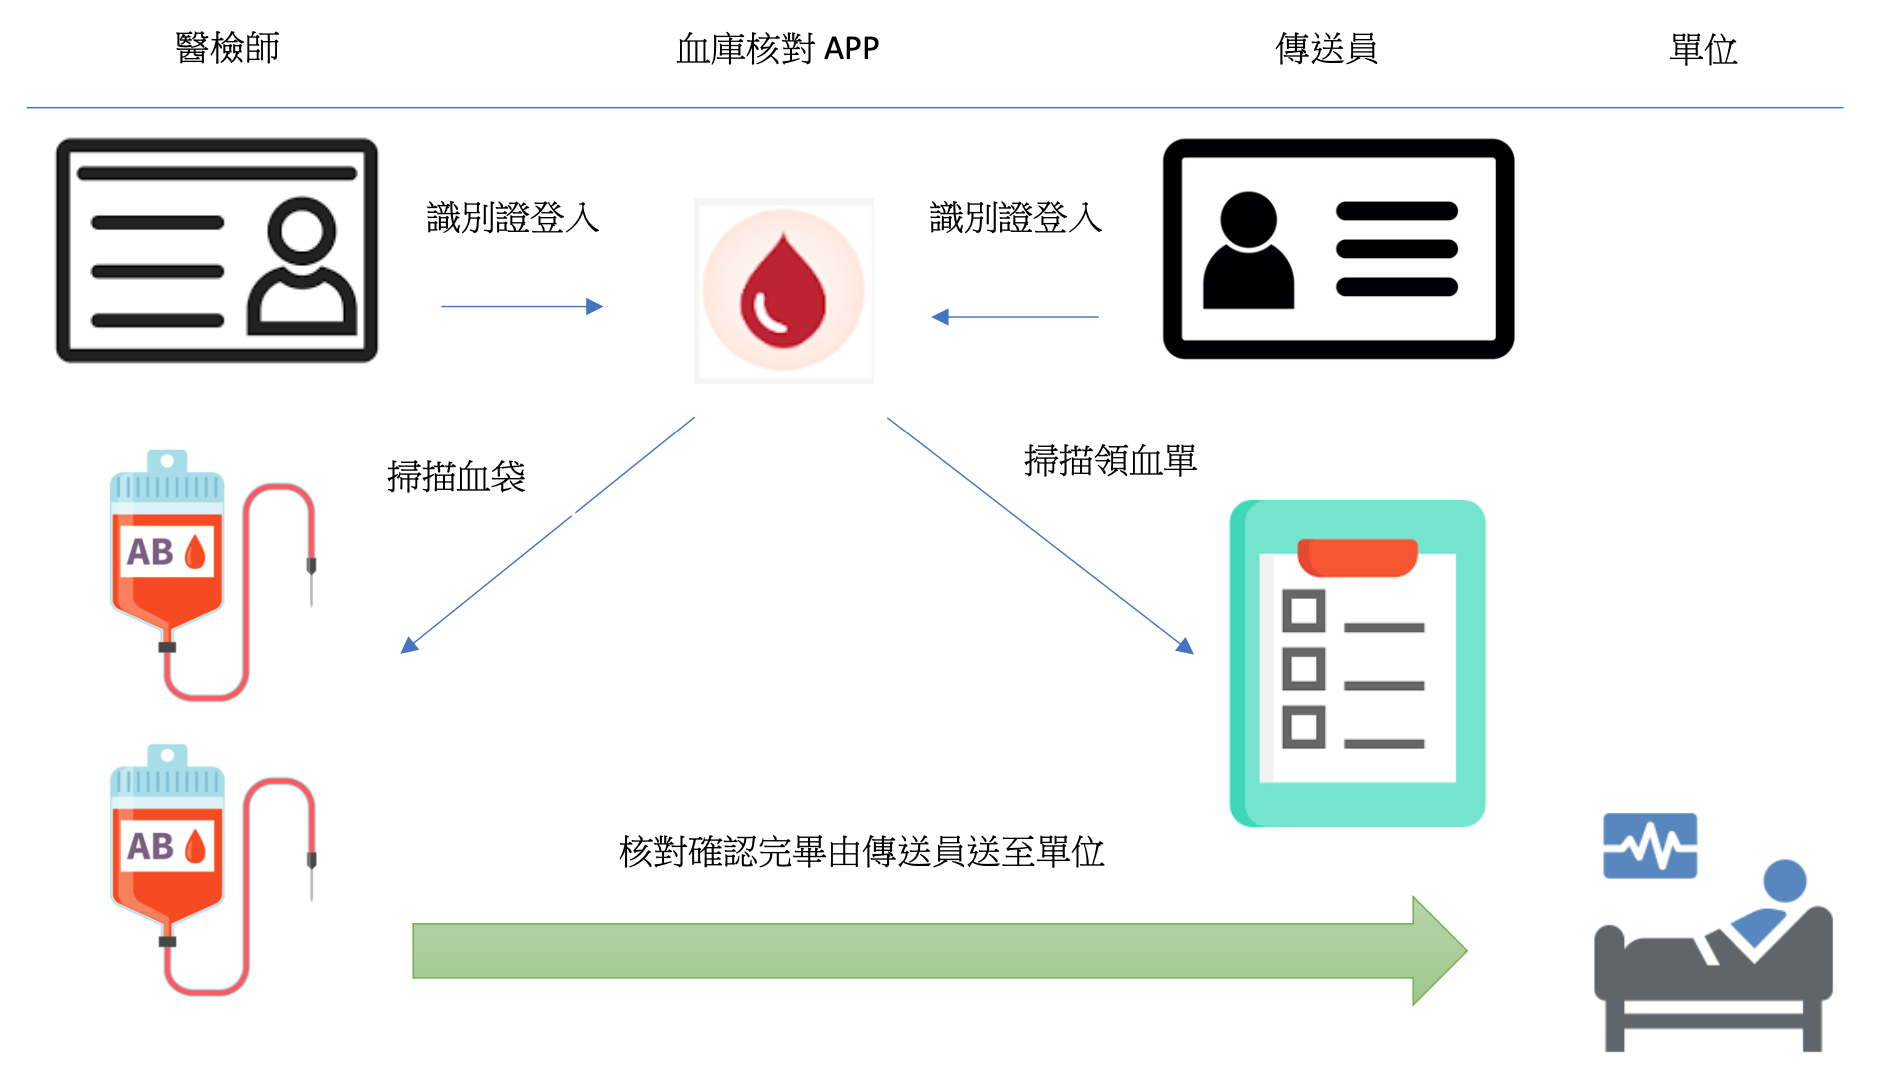 醫檢師
血庫核對 APP
傳送員
單位
識別證登入
識別證登入
掃描血袋
掃描領血單
AB
AB
核對確認完畢由傳送員送至單位